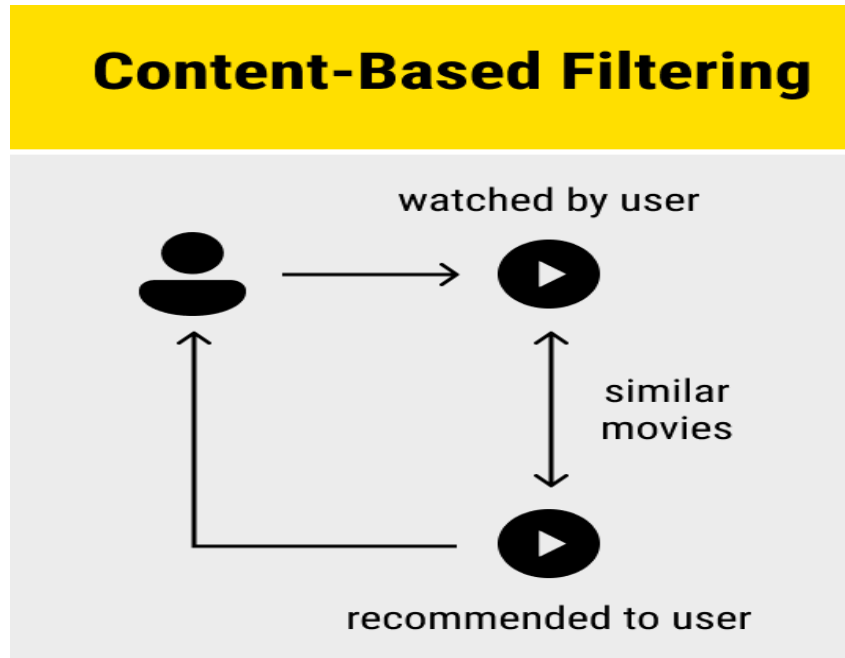 Content-Based Filtering
watched by user
similar
movies
recommended to user